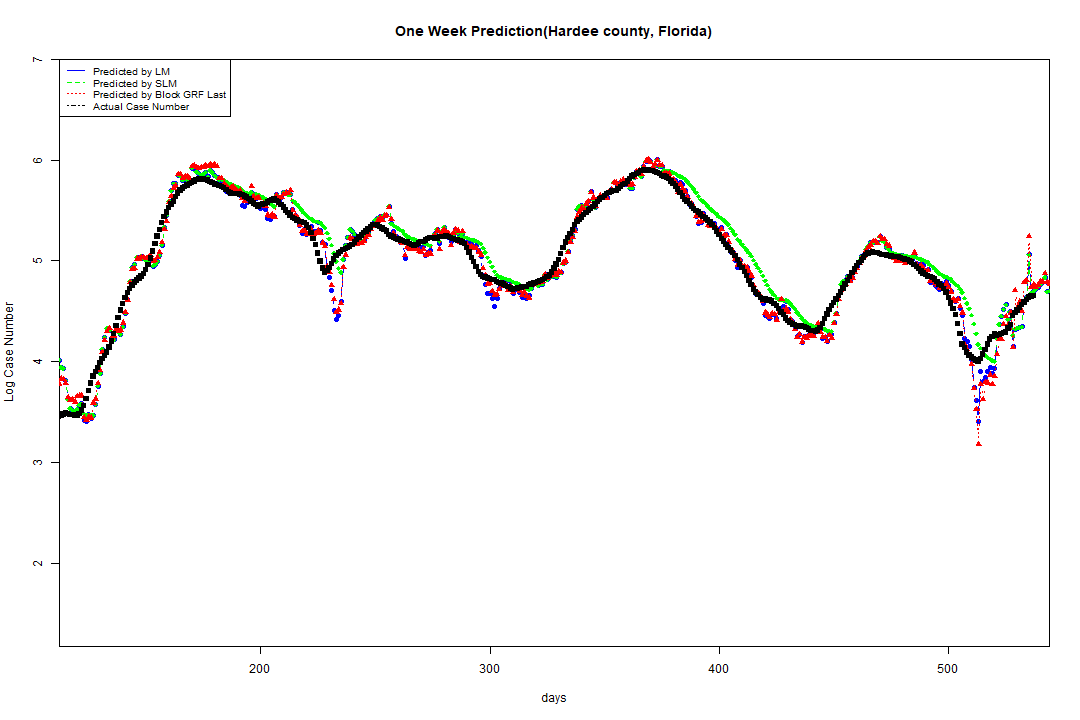 One Week Prediction(Hardee county, Florida)
Predicted by LM
Predicted by SLM
Predicted by Block GRF Last
Actual Case Number
7
6
5
4
3
2
Log Case Number
200 300 400 500
days